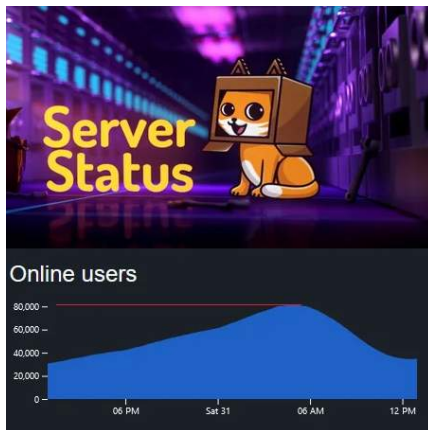 Server
Status
Online users
80,000
60,000
40,000
20,000
0
06 PM
Sat 31
06 AM
12 PM